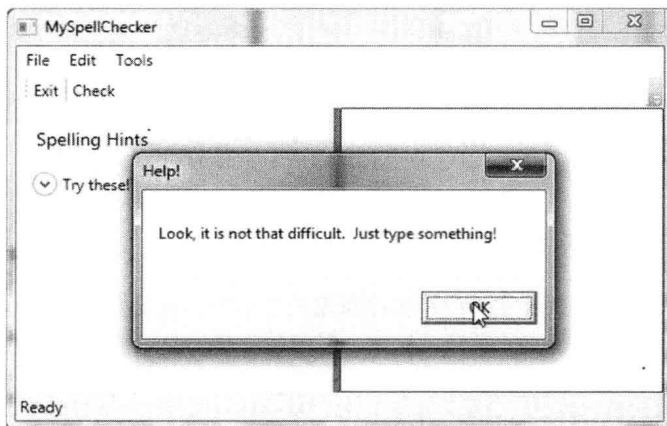 MySpellChecker
File Edit Tools
Exit Check
Spelling Hints
Try these!
Help!
Look, it is not that difficult. Just type something!
OK
Ready